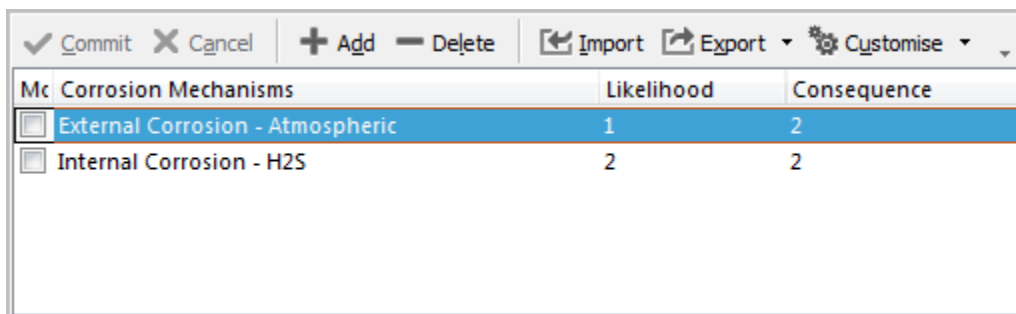 Commit Cancel Add Delete Import Export Customise
Mc Corrosion Mechanisms Likelihood Consequence
External Corrosion - Atmospheric 1 2
Internal Corrosion - H2S 2 2